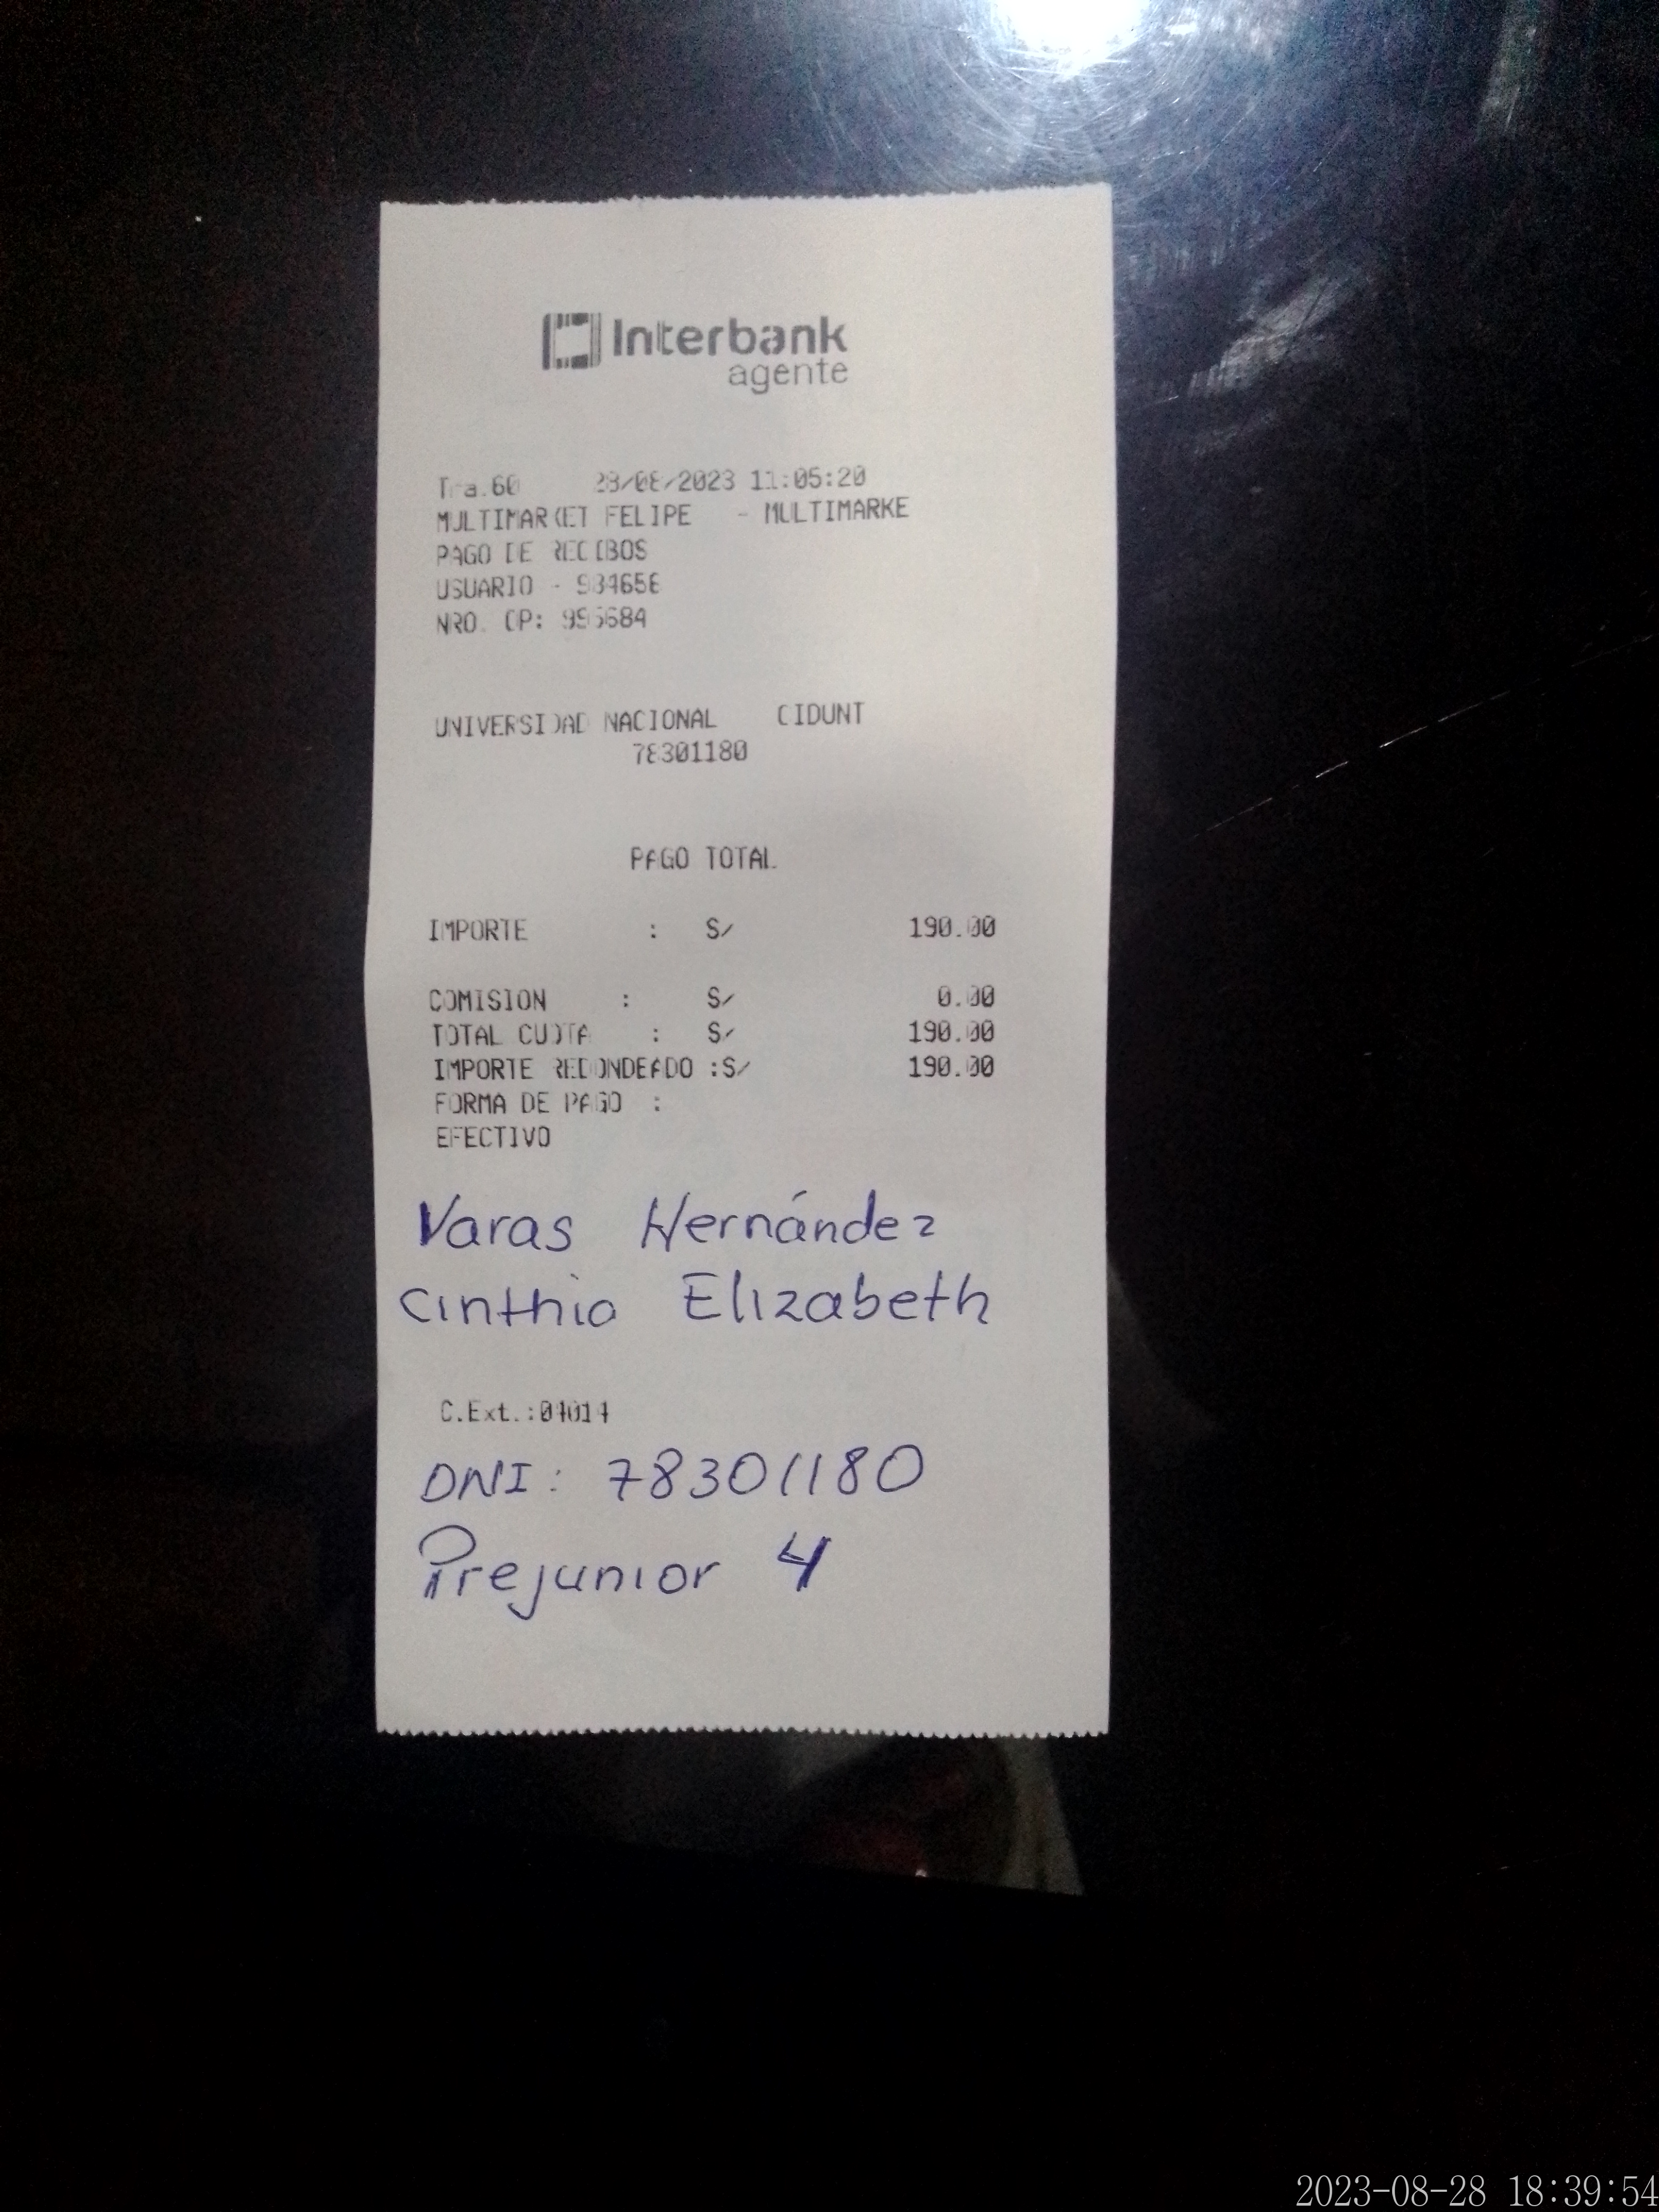 Interbank
agente
Tra.60 28/08/2023 11:05:20
MULTIMARKET FELIPE - MULTIMARKE
PAGO DE RECIBOS
USUARIO -
NRO. OP:
UNIVERSIDAD NACIONAL CIDUNT
78301180
PAGO TOTAL
IMPORTE : S/ 190.00
COMISION : S/ 0.00
TOTAL CUOTA : S/ 190.00
IMPORTE REDONDEADO :S/ 190.00
FORMA DE PAGO :
EFECTIVO
Varas Hernández
Cinthia Elizabeth
C.Ext.:04014
DNI: 78301180
Prejunior 4
2023-08-28 18:39:54